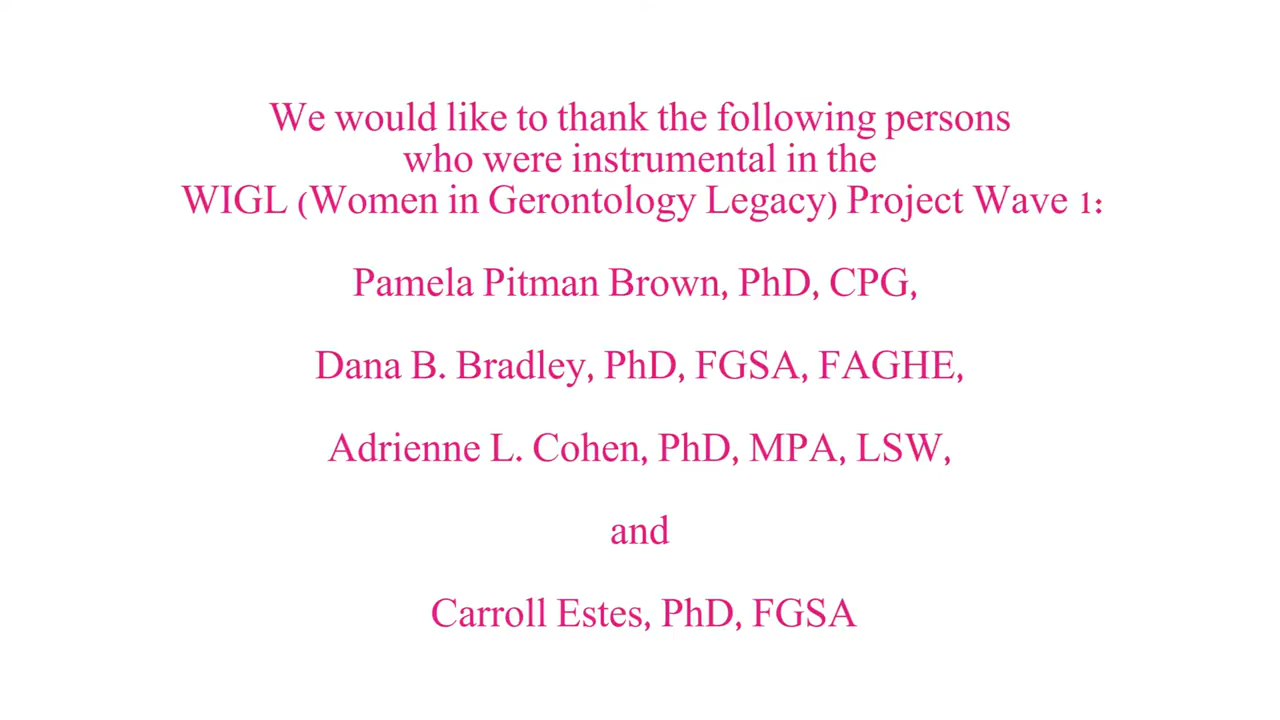 We would like to thank the following persons
who were instrumental in the
WIGL (Women in Gerontology Legacy) Project Wave 1:
Pamela Pitman Brown, PhD, CPG,
Dana B. Bradley, PhD, FGSA, FAGHE,
Adrienne L. Cohen, PhD, MPA, LSW,
and
Carroll Estes, PhD, FGSA